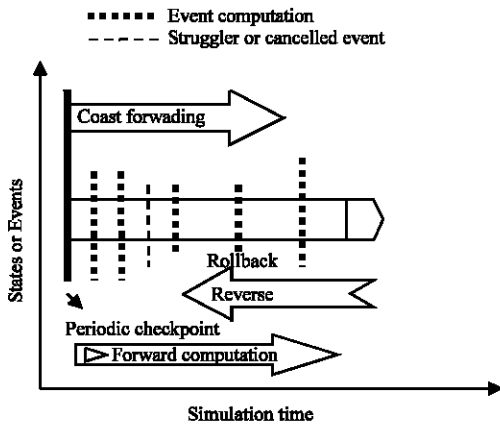 Event computation
Struggler or cancelled event
Coast forwading
States or Events
Rollback
Reverse
Periodic checkpoint
Forward computation
Simulation time